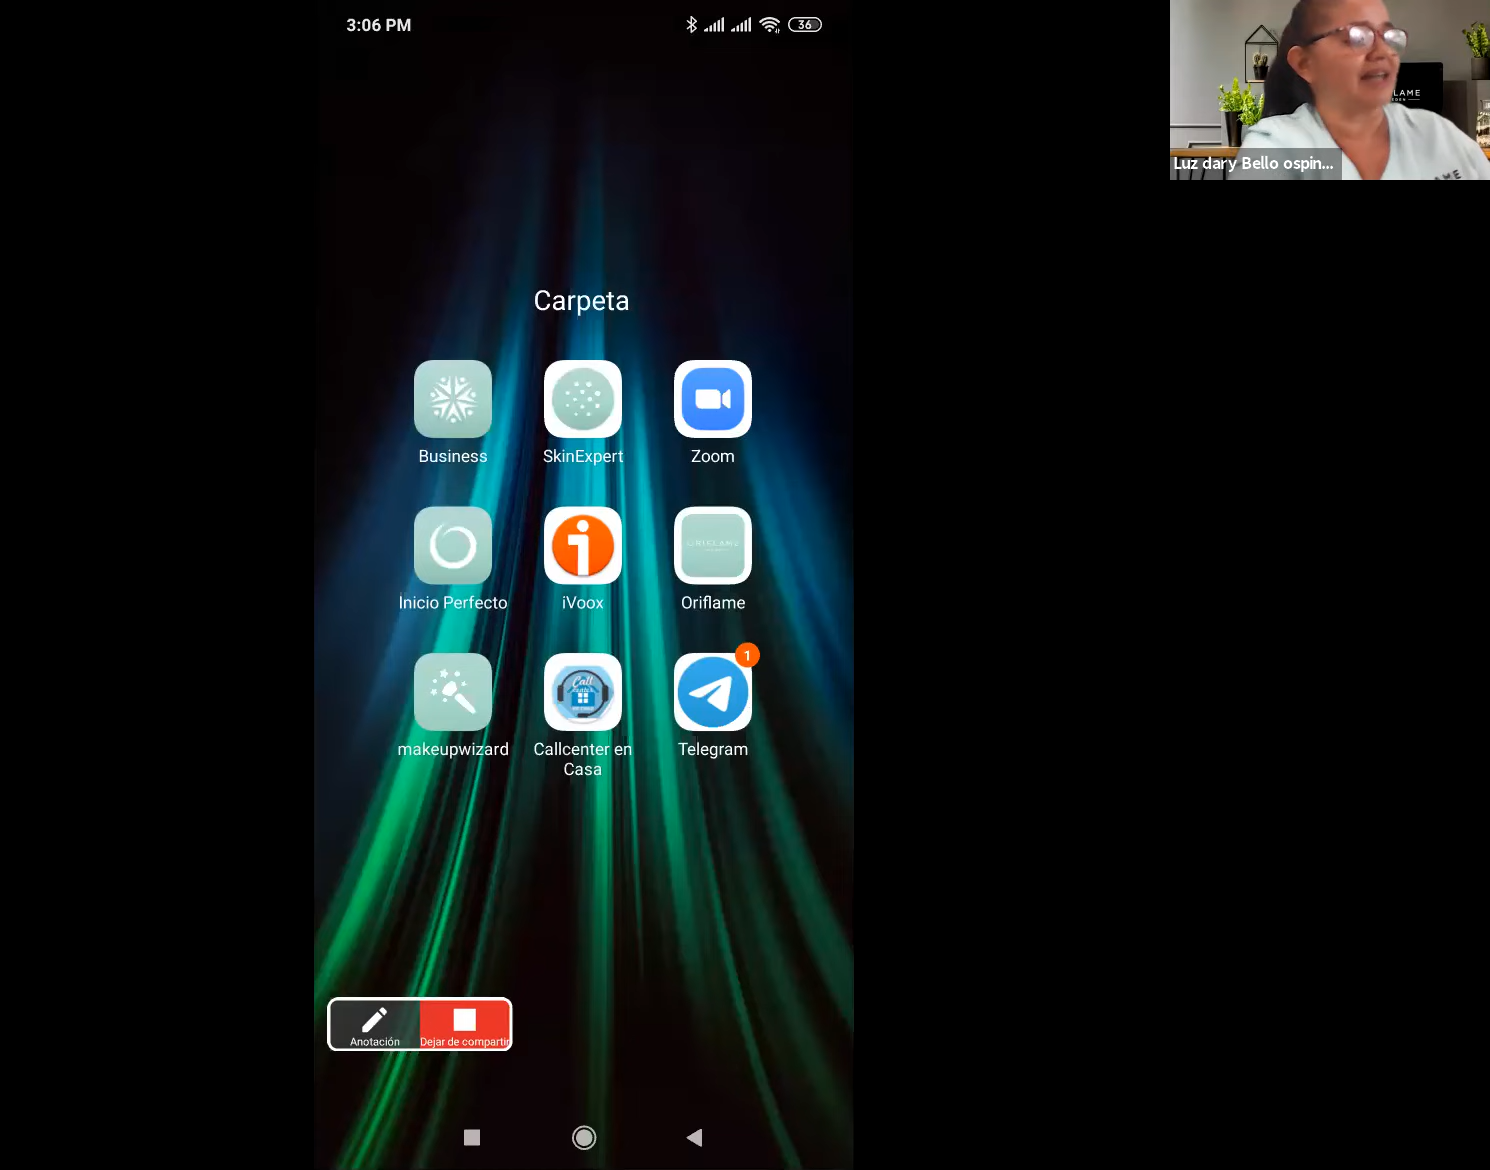 3:06 PM
36
Carpeta
Business
SkinExpert
Zoom
Inicio Perfecto
iVoox
Oriflame
makeupwizard
Callcenter en
Casa
1
Telegram
Anotación
Dejar de compartir
Luz dary Bello ospin...